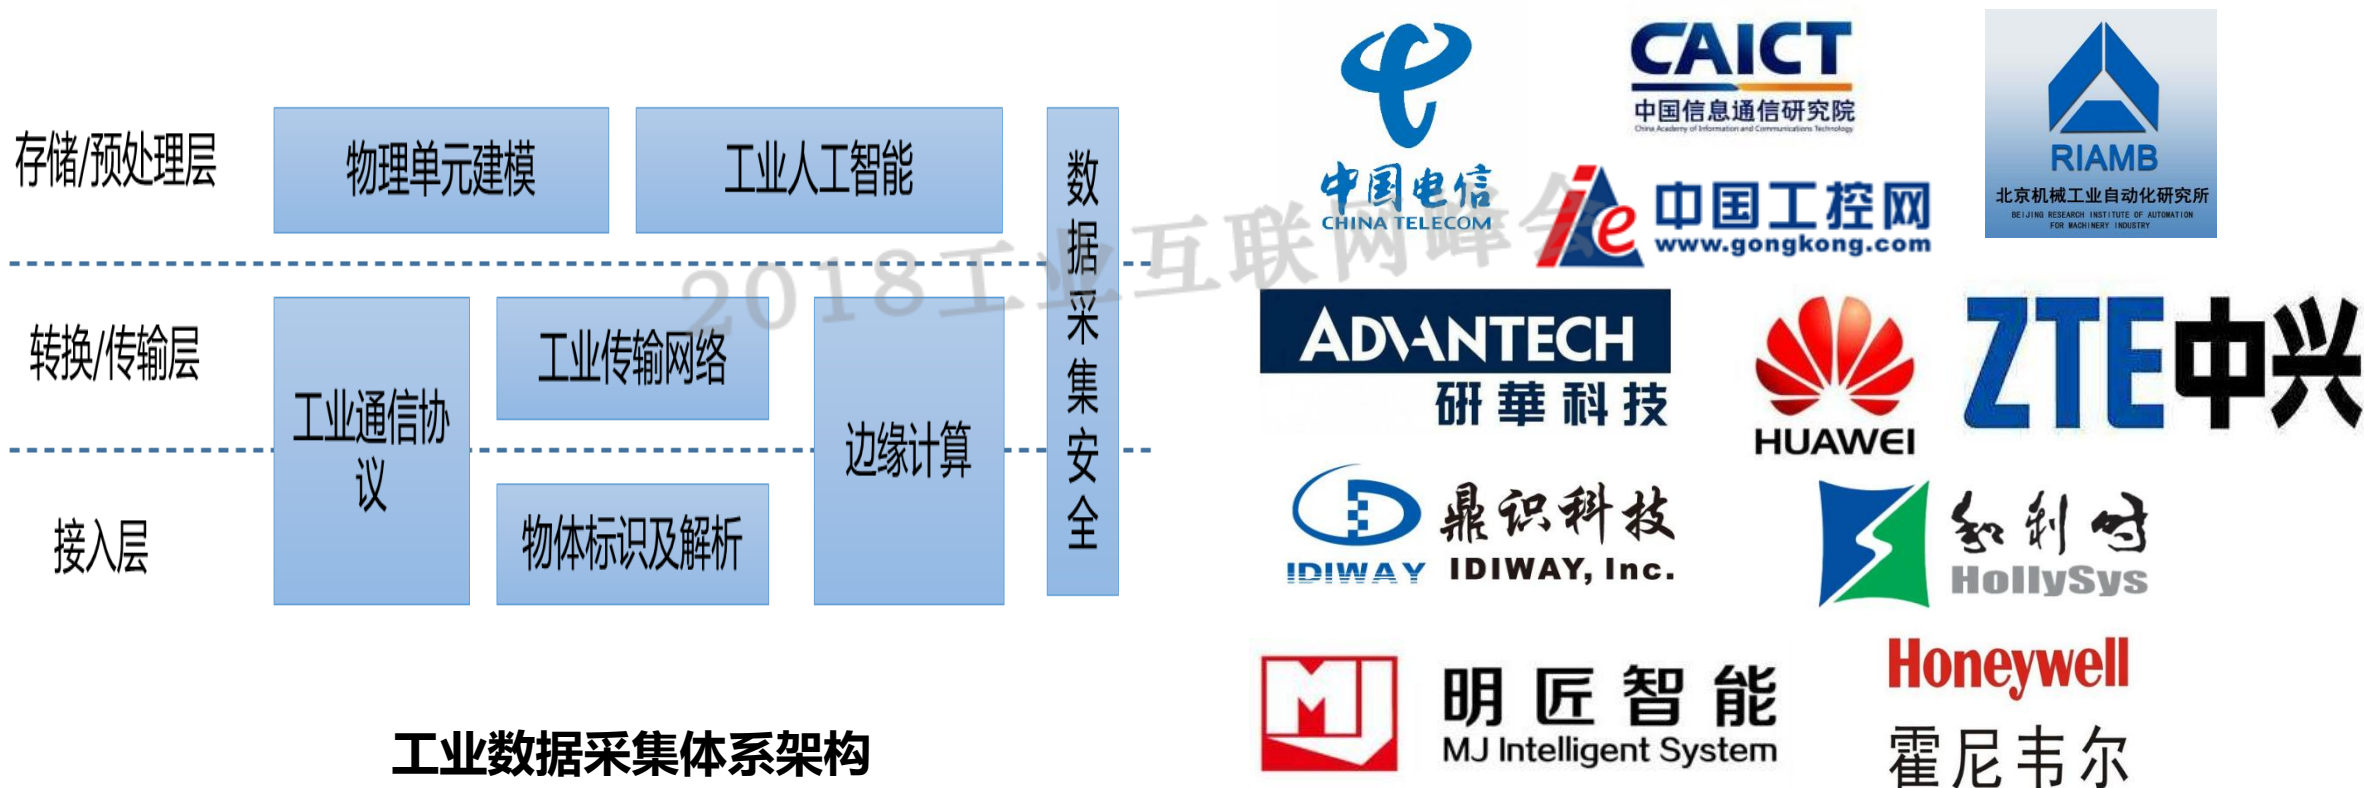 存储/预处理层
物理单元建模
工业人工智能
数据采集安全
转换/传输层
工业通信协
议
工业传输网络
边缘计算
接入层
物体标识及解析
工业数据采集体系架构
2018工业互联网峰会
中国电信
CHINA TELECOM
CAICT
中国信息通信研究院
China Academy of Information and Communications Technology
RIAMB
北京机械工业自动化研究所
BEIJING RESEARCH INSTITUTE OF AUTOMATION
FOR MACHINERY INDUSTRY
中国工控网
www.gongkong.com
ADVANTECH
研華科技
HUAWEI
ZTE中兴
IDIWAY
鼎识科技
IDIWAY, Inc.
和利时
HollySys
MJ
明匠智能
MJ Intelligent System
Honeywell
霍尼韦尔